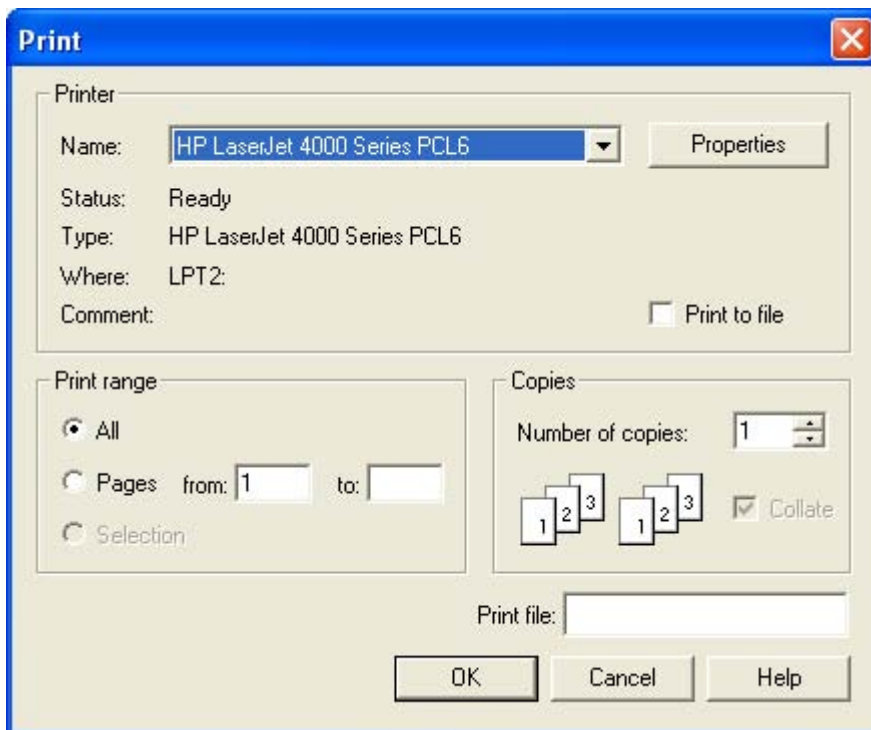 Print
Printer
Name: HP LaserJet 4000 Series PCL6 Properties
Status: Ready
Type: HP LaserJet 4000 Series PCL6
Where: LPT2:
Comment: Print to file
Print range
All
Pages from: 1 to:
Selection
Copies
Number of copies: 1
1 2 3 1 2 3 Collate
Print file:
OK Cancel Help